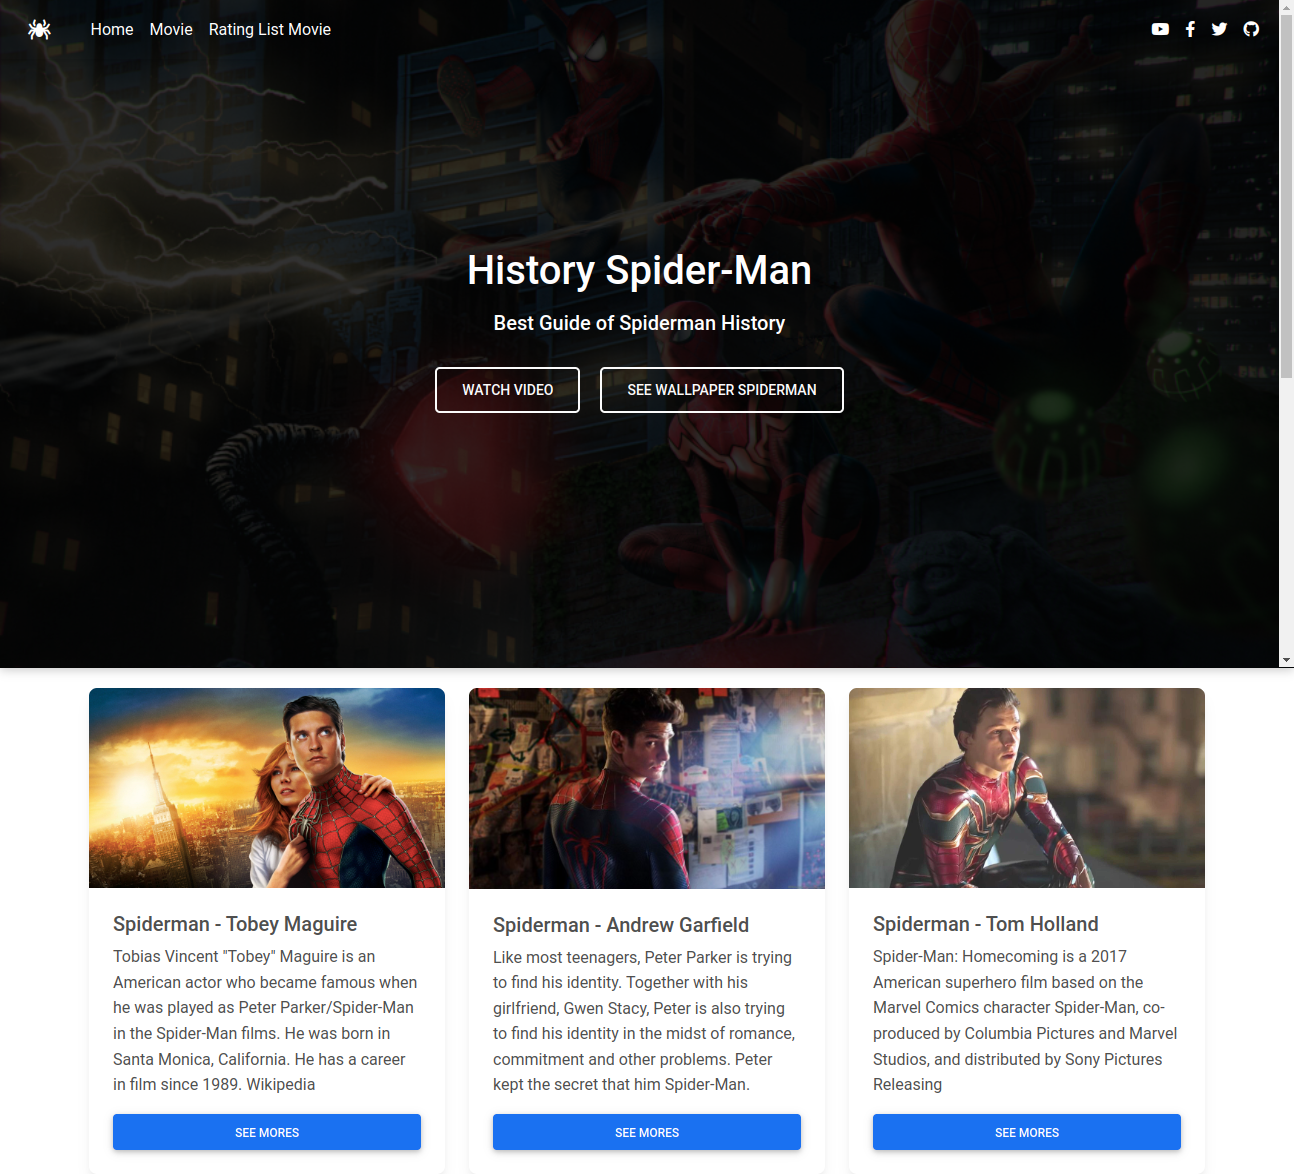 Home Movie Rating List Movie
History Spider-Man
Best Guide of Spiderman History
WATCH VIDEO SEE WALLPAPER SPIDERMAN
Spiderman - Tobey Maguire
Tobias Vincent "Tobey" Maguire is an
American actor who became famous when
he was played as Peter Parker/Spider-Man
in the Spider-Man films. He was born in
Santa Monica, California. He has a career
in film since 1989. Wikipedia
SEE MORES
Spiderman - Andrew Garfield
Like most teenagers, Peter Parker is trying
to find his identity. Together with his
girlfriend, Gwen Stacy, Peter is also trying
to find his identity in the midst of romance,
commitment and other problems. Peter
kept the secret that him Spider-Man.
SEE MORES
Spiderman - Tom Holland
Spider-Man: Homecoming is a 2017
American superhero film based on the
Marvel Comics character Spider-Man, co-
produced by Columbia Pictures and Marvel
Studios, and distributed by Sony Pictures
Releasing
SEE MORES